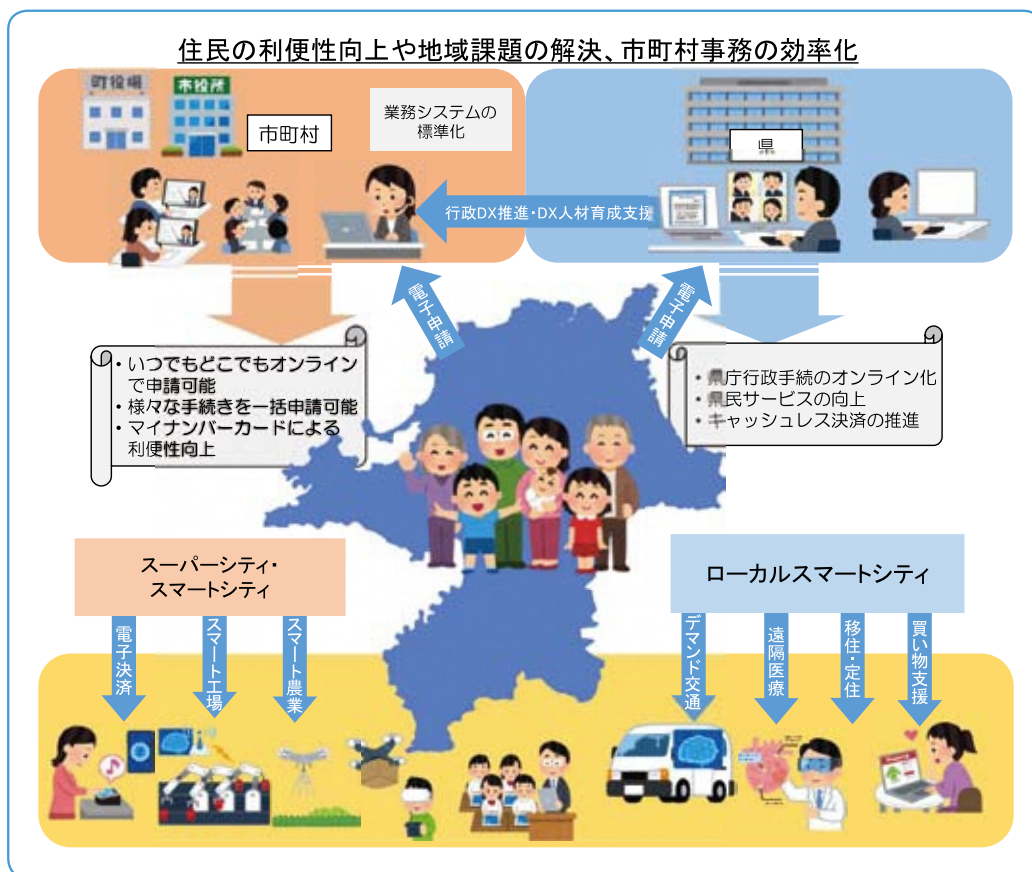 住民の利便性向上や地域課題の解決、市町村事務の効率化
町役場
市役所
市町村
業務システムの
標準化
県
行政DX推進・DX人材育成支援
電子申請
電子申請
・いつでもどこでもオンライン
で申請可能
・様々な手続きを一括申請可能
・マイナンバーカードによる
利便性向上
・県庁行政手続のオンライン化
・県民サービスの向上
・キャッシュレス決済の推進
スーパーシティ・
スマートシティ
ローカルスマートシティ
電子決済
スマート工場
スマート農業
デマンド交通
遠隔医療
移住・定住
買い物支援